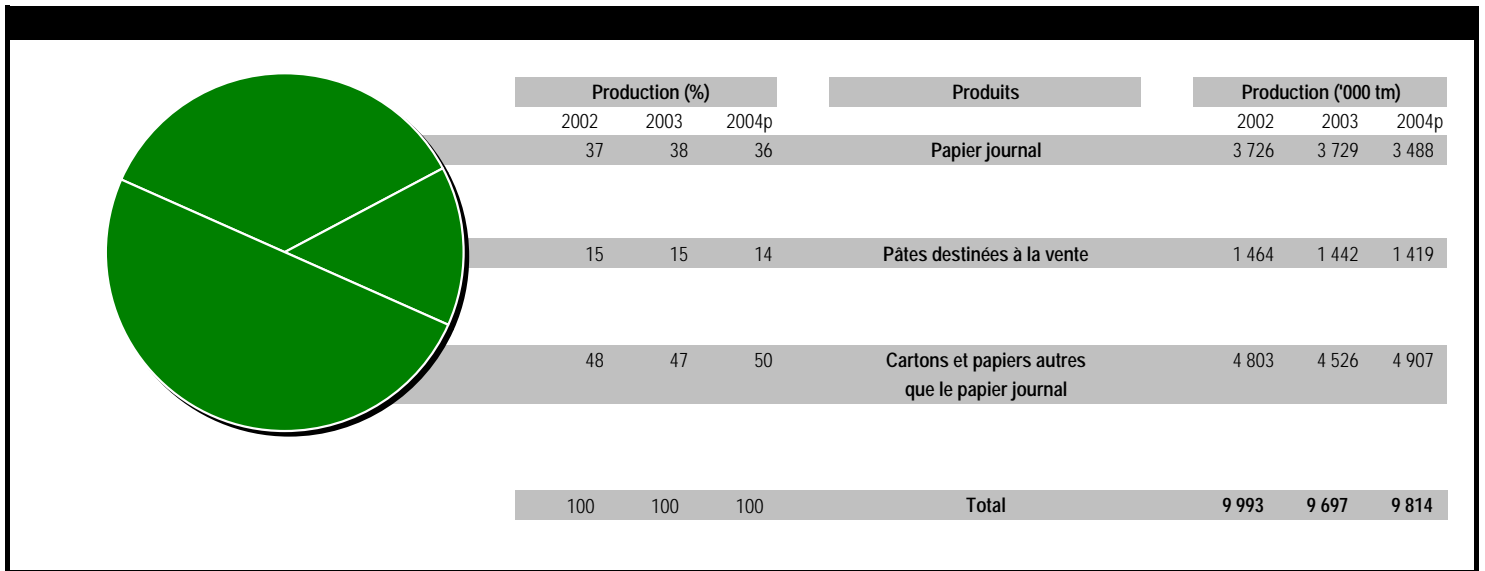 Production (%) Produits Production ('000 tm)
2002 2003 2004p 2002 2003 2004p
37 38 36 Papier journal 3 726 3 729 3 488
15 15 14 Pâtes destinées à la vente 1 464 1 442 1 419
48 47 50 Cartons et papiers autres 4 803 4 526 4 907
que le papier journal
100 100 100 Total 9 993 9 697 9 814